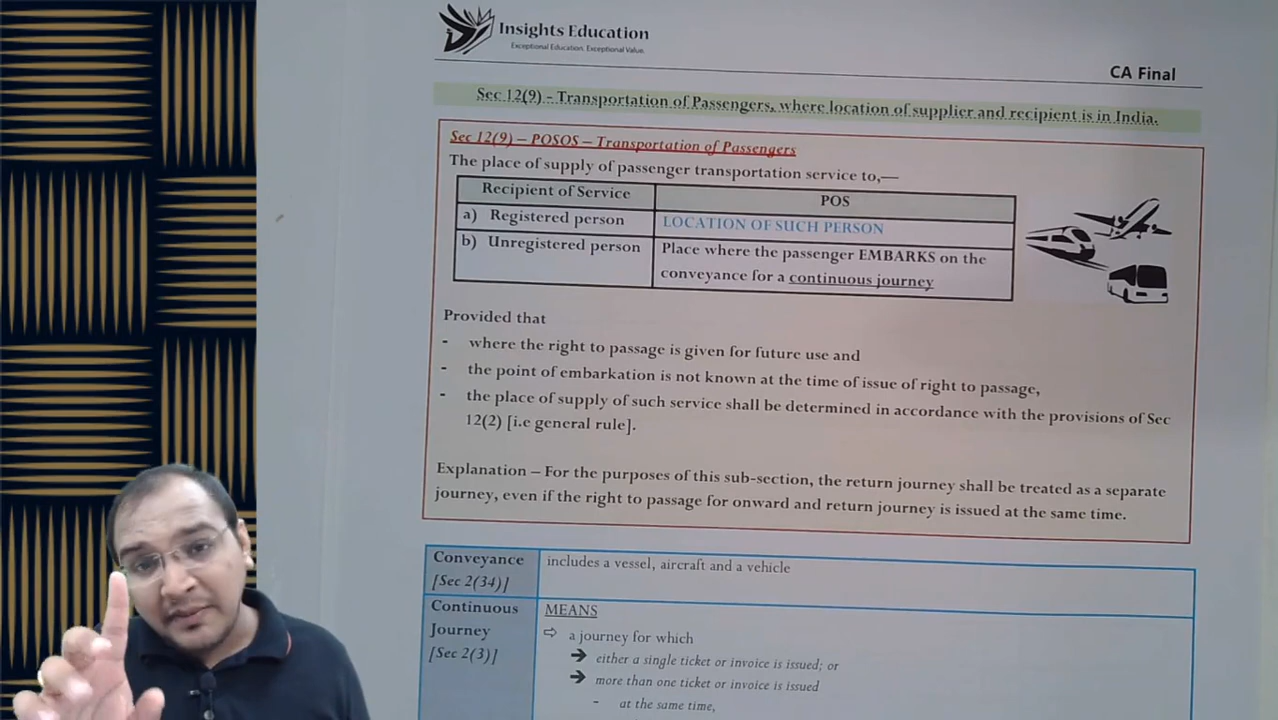 Insights Education
Exceptional Education. Exceptional Value.
CA Final
Sec 12(9) - Transportation of Passengers, where location of supplier and recipient is in India.
Sec 12(9) – POSOS – Transportation of Passengers
The place of supply of passenger transportation service to,—
Recipient of Service POS
a) Registered person LOCATION OF SUCH PERSON
b) Unregistered person Place where the passenger EMBARKS on the
conveyance for a continuous journey
Provided that
- where the right to passage is given for future use and
- the point of embarkation is not known at the time of issue of right to passage,
- the place of supply of such service shall be determined in accordance with the provisions of Sec
12(2) [i.e general rule].
Explanation – For the purposes of this sub-section, the return journey shall be treated as a separate
journey, even if the right to passage for onward and return journey is issued at the same time.
Conveyance includes a vessel, aircraft and a vehicle
[Sec 2(34)]
Continuous MEANS
Journey ⇨ a journey for which
[Sec 2(3)] ➔ either a single ticket or invoice is issued; or
➔ more than one ticket or invoice is issued
- at the same time,